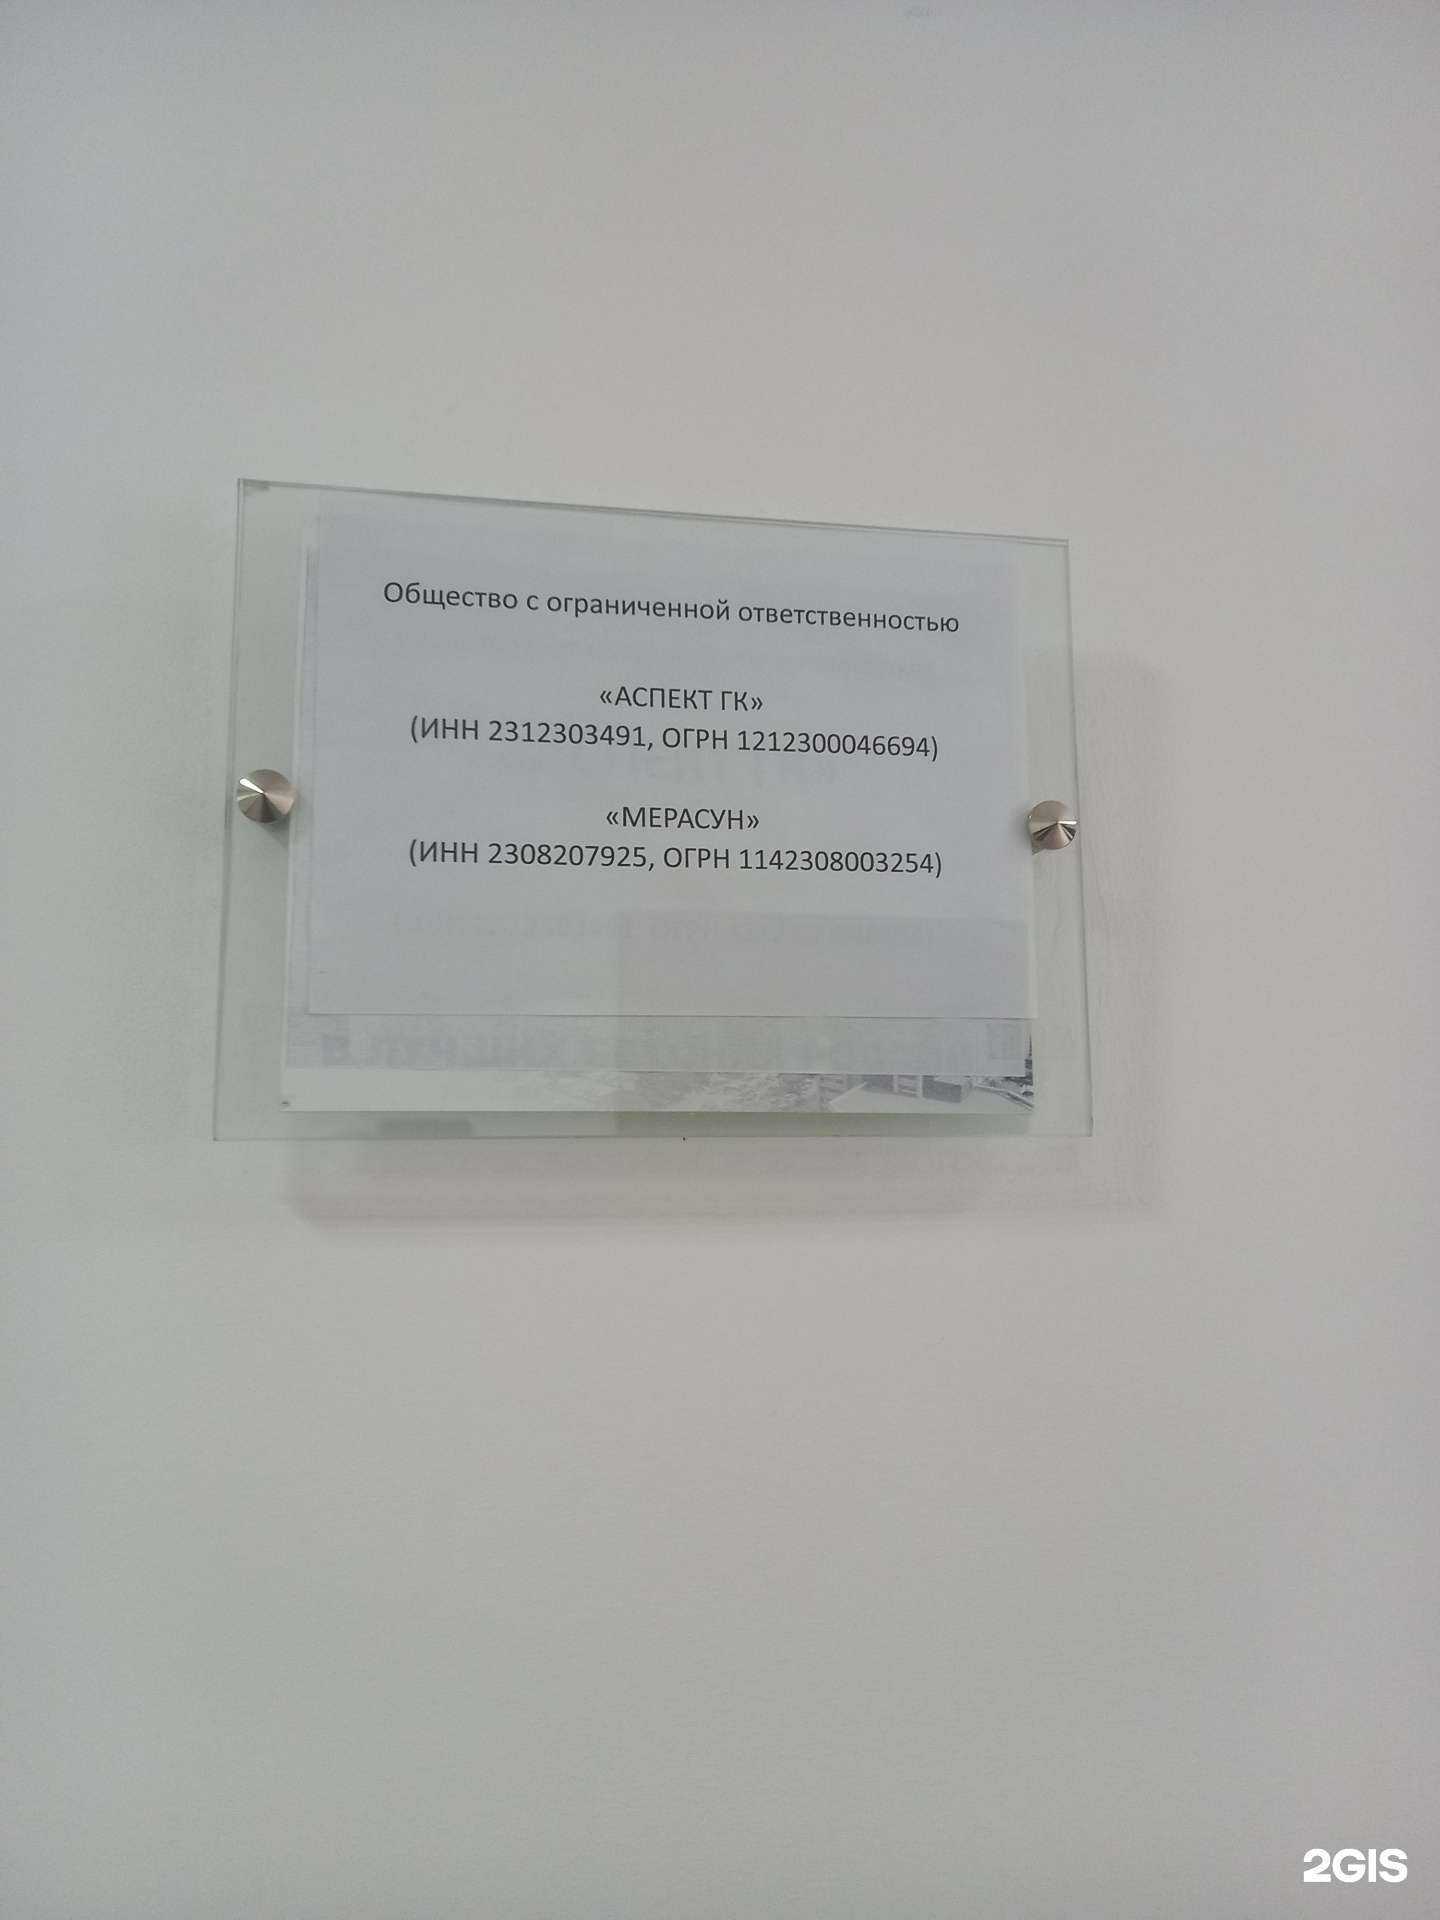 Общество с ограниченной ответственностью
«АСПЕКТ ГК»
(ИНН 2312303491, ОГРН 1212300046694)
«МЕРАСУН»
(ИНН 2308207925, ОГРН 1142308003254)
2GIS